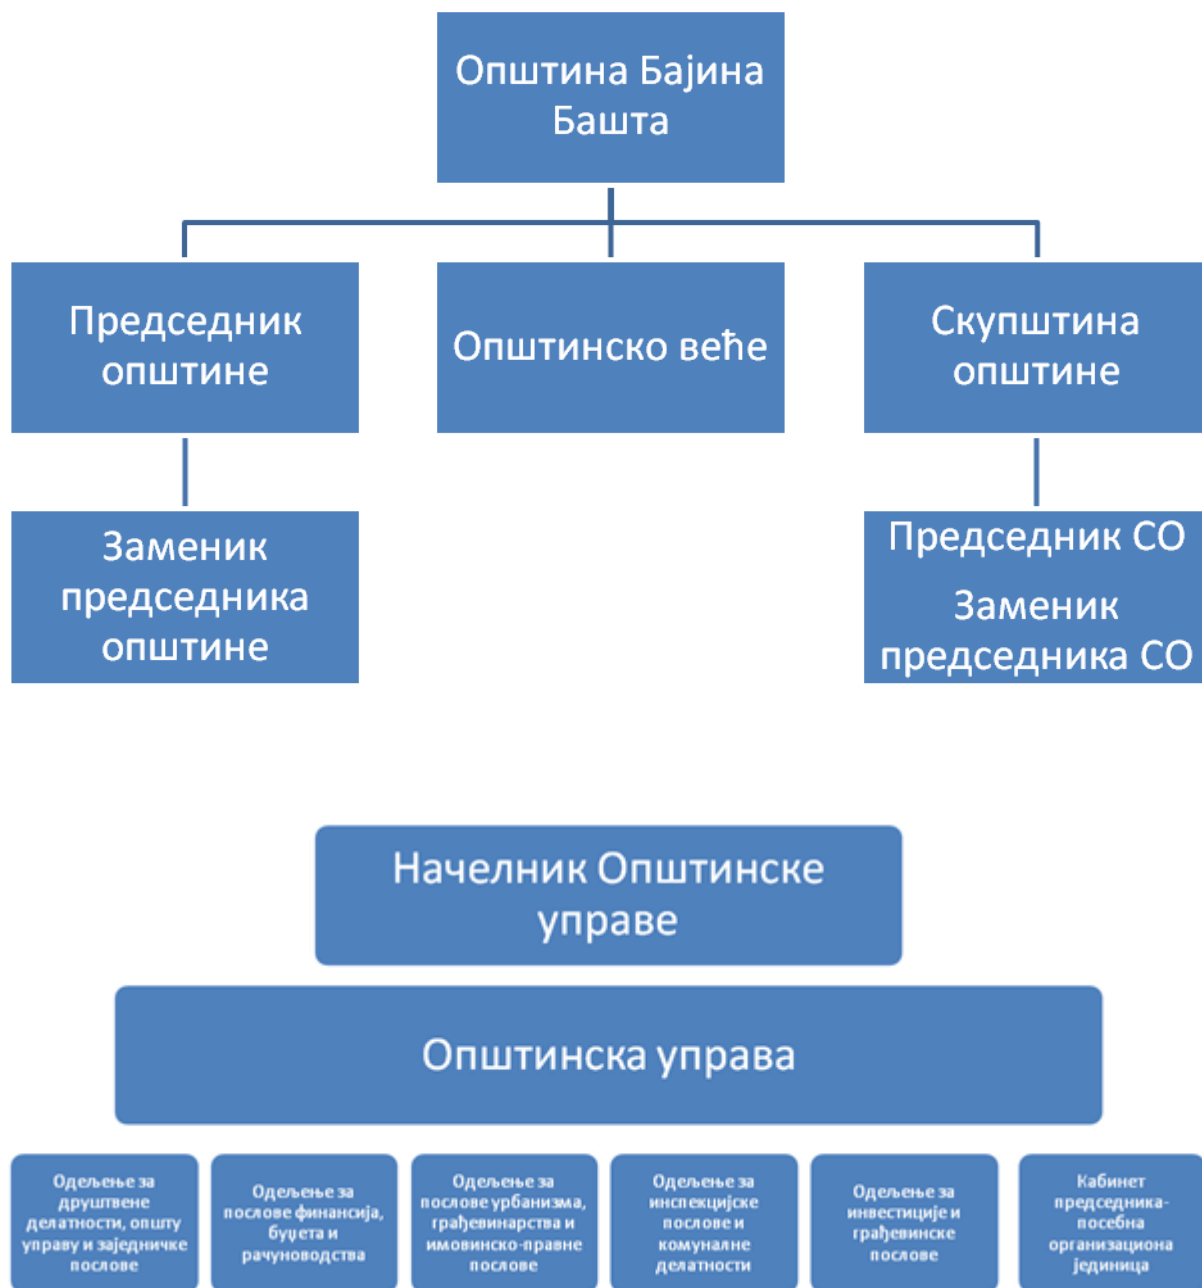 Општина Бајина
Башта
Председник
општине
Општинско веће
Скупштина
општине
Заменик
председника
општине
Председник СО
Заменик
председника СО
Начелник Општинске
управе
Општинска управа
Одељење за
друштвене
делатности, општу
управу и заједничке
послове
Одељење за
послове финансија,
буџета и
рачуноводства
Одељење за
послове урбанизма,
грађевинарства и
имовинско-правне
послове
Одељење за
инспекцијске
послове и
комуналне
делатности
Одељење за
инвестиције и
грађевинске
послове
Кабинет
председника-
посебна
организациона
јединица